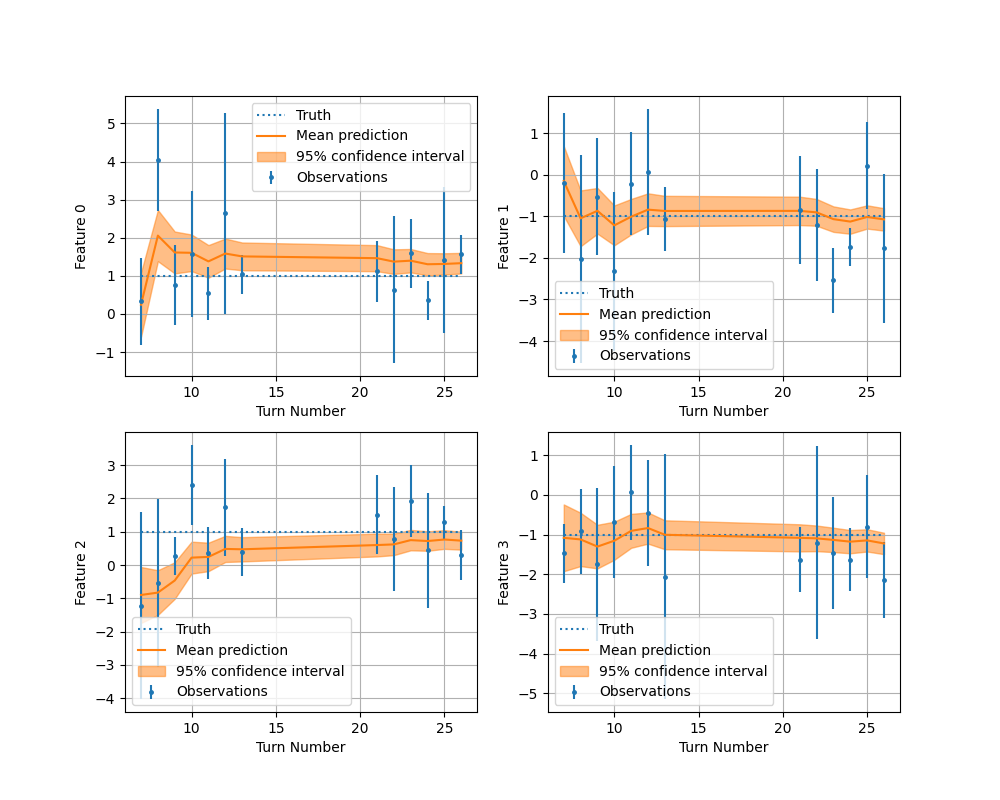 Feature 0
5
4
3
2
1
0
−1
Truth
Mean prediction
95% confidence interval
Observations
10
15
20
25
Turn Number
Feature 1
1
0
−1
−2
−3
−4
Truth
Mean prediction
95% confidence interval
Observations
10
15
20
25
Turn Number
Feature 2
3
2
1
0
−1
−2
−3
−4
Truth
Mean prediction
95% confidence interval
Observations
10
15
20
25
Turn Number
Feature 3
1
0
−1
−2
−3
−4
−5
Truth
Mean prediction
95% confidence interval
Observations
10
15
20
25
Turn Number